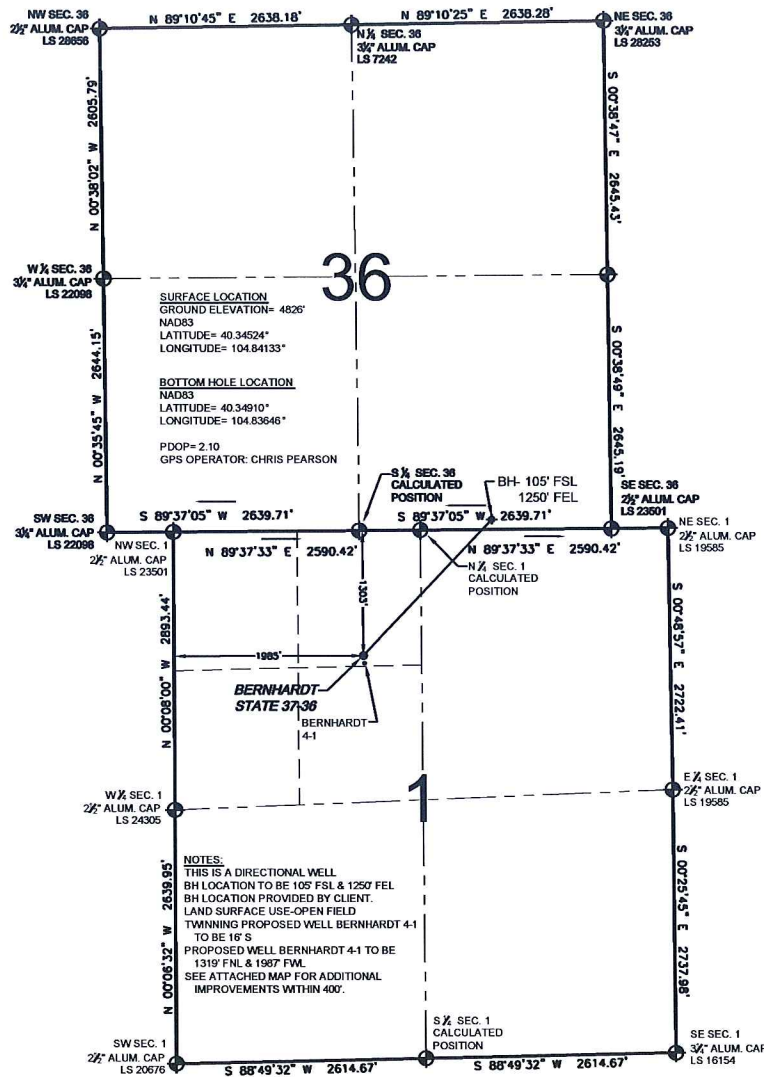 NW SEC. 36
2½" ALUM. CAP
LS 28656
N 89°10'45" E 2638.18'
N ¼ SEC. 36
3¼" ALUM. CAP
LS 7242
N 89°10'25" E 2638.28'
NE SEC. 36
3¼" ALUM. CAP
LS 28253
N 00°38'02" W 2605.79'
S 00°38'47" E 2645.43'
W ¼ SEC. 36
3¼" ALUM. CAP
LS 22098
36
SURFACE LOCATION
GROUND ELEVATION= 4826'
NAD83
LATITUDE= 40.34524°
LONGITUDE= 104.84133°
BOTTOM HOLE LOCATION
NAD83
LATITUDE= 40.34910°
LONGITUDE= 104.83646°
PDOP= 2.10
GPS OPERATOR: CHRIS PEARSON
N 00°35'45" W 2644.15'
S 00°38'49" E 2645.19'
S ¼ SEC. 36
CALCULATED
POSITION
BH- 105' FSL
1250' FEL
SE SEC. 36
2½" ALUM. CAP
LS 23501
SW SEC. 36
3¼" ALUM. CAP
LS 22098
S 89°37'05" W 2639.71'
S 89°37'05" W 2639.71'
NE SEC. 1
2½" ALUM. CAP
LS 19585
NW SEC. 1
2½" ALUM. CAP
LS 23501
N 89°37'33" E 2590.42'
N 89°37'33" E 2590.42'
N ¼ SEC. 1
CALCULATED
POSITION
1303'
1985'
N 00°08'00" W 2893.44'
S 00°48'57" E 2722.41'
BERNHARDT
STATE 37-36
BERNHARDT
4-1
W ¼ SEC. 1
2½" ALUM. CAP
LS 24305
1
E ¼ SEC. 1
2½" ALUM. CAP
LS 19585
NOTES:
THIS IS A DIRECTIONAL WELL
BH LOCATION TO BE 105' FSL & 1250' FEL
BH LOCATION PROVIDED BY CLIENT.
LAND SURFACE USE-OPEN FIELD
TWINNING PROPOSED WELL BERNHARDT 4-1
TO BE 16' S
PROPOSED WELL BERNHARDT 4-1 TO BE
1319' FNL & 1987' FWL
SEE ATTACHED MAP FOR ADDITIONAL
IMPROVEMENTS WITHIN 400'.
N 00°06'32" W 2639.95'
S 00°25'45" E 2737.98'
SW SEC. 1
2½" ALUM. CAP
LS 20676
S 88°49'32" W 2614.67'
S ¼ SEC. 1
CALCULATED
POSITION
S 88°49'32" W 2614.67'
SE SEC. 1
3¼" ALUM. CAP
LS 16154